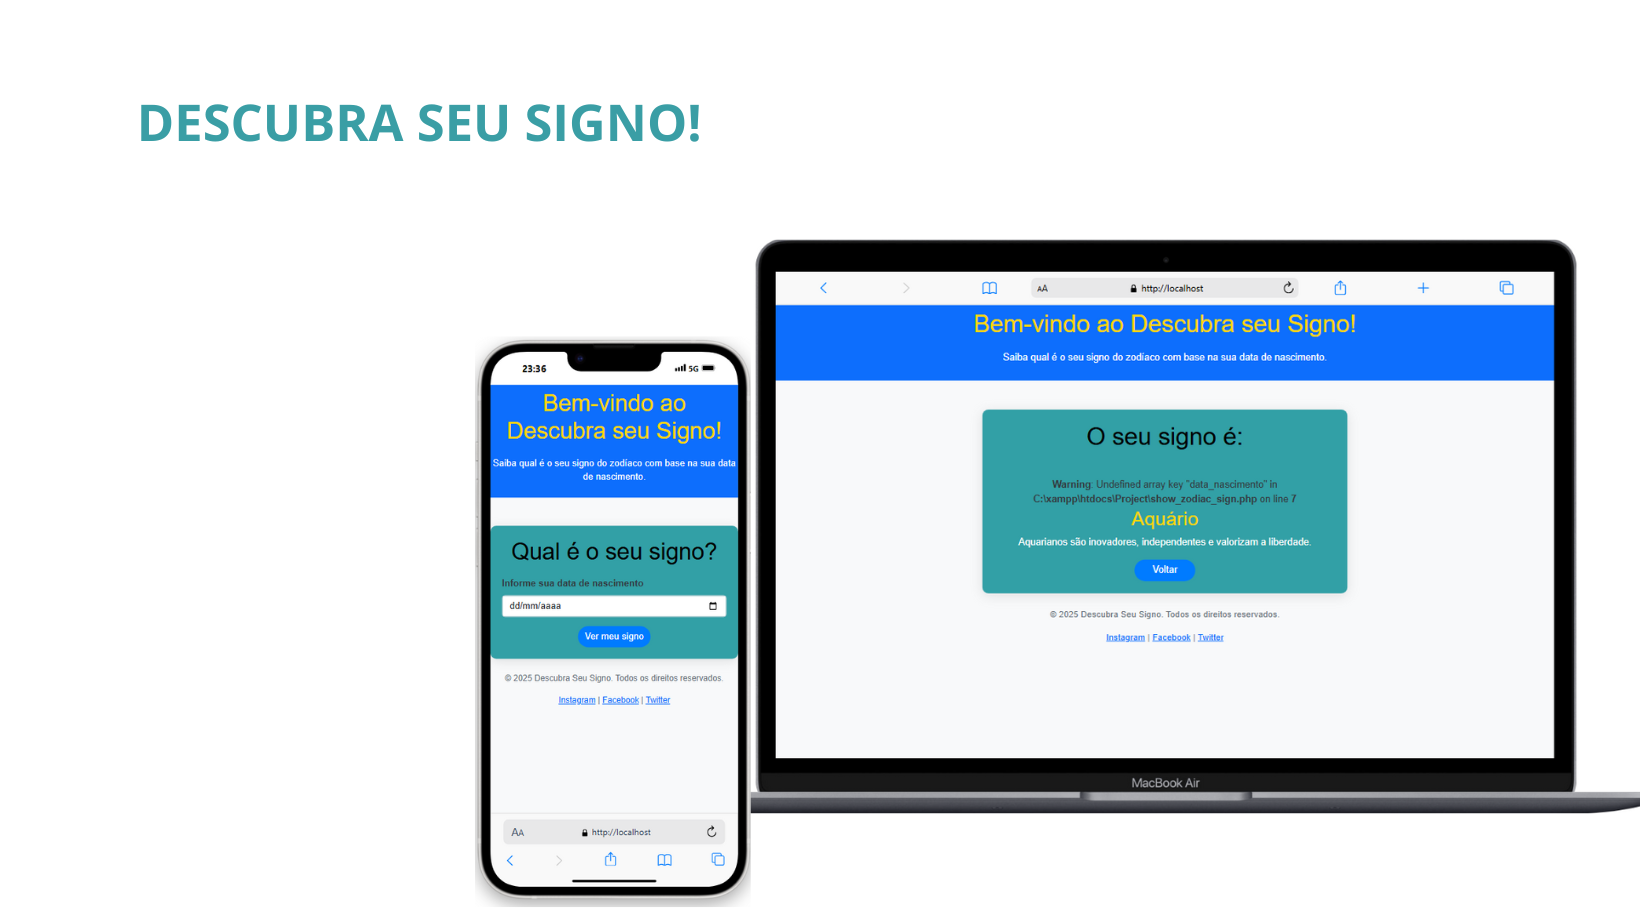 DESCUBRA SEU SIGNO!
23:36
5G
Bem-vindo ao
Descubra seu Signo!
Saiba qual é o seu signo do zodíaco com base na sua data
de nascimento.
Qual é o seu signo?
Informe sua data de nascimento
dd/mm/aaaa
Ver meu signo
© 2025 Descubra Seu Signo. Todos os direitos reservados.
Instagram | Facebook | Twitter
AA
http://localhost
AA
http://localhost
Bem-vindo ao Descubra seu Signo!
Saiba qual é o seu signo do zodíaco com base na sua data de nascimento.
O seu signo é:
Warning: Undefined array key "data_nascimento" in
C:\xampp\htdocs\Project\show_zodiac_sign.php on line 7
Aquário
Aquarianos são inovadores, independentes e valorizam a liberdade.
Voltar
© 2025 Descubra Seu Signo. Todos os direitos reservados.
Instagram | Facebook | Twitter
MacBook Air